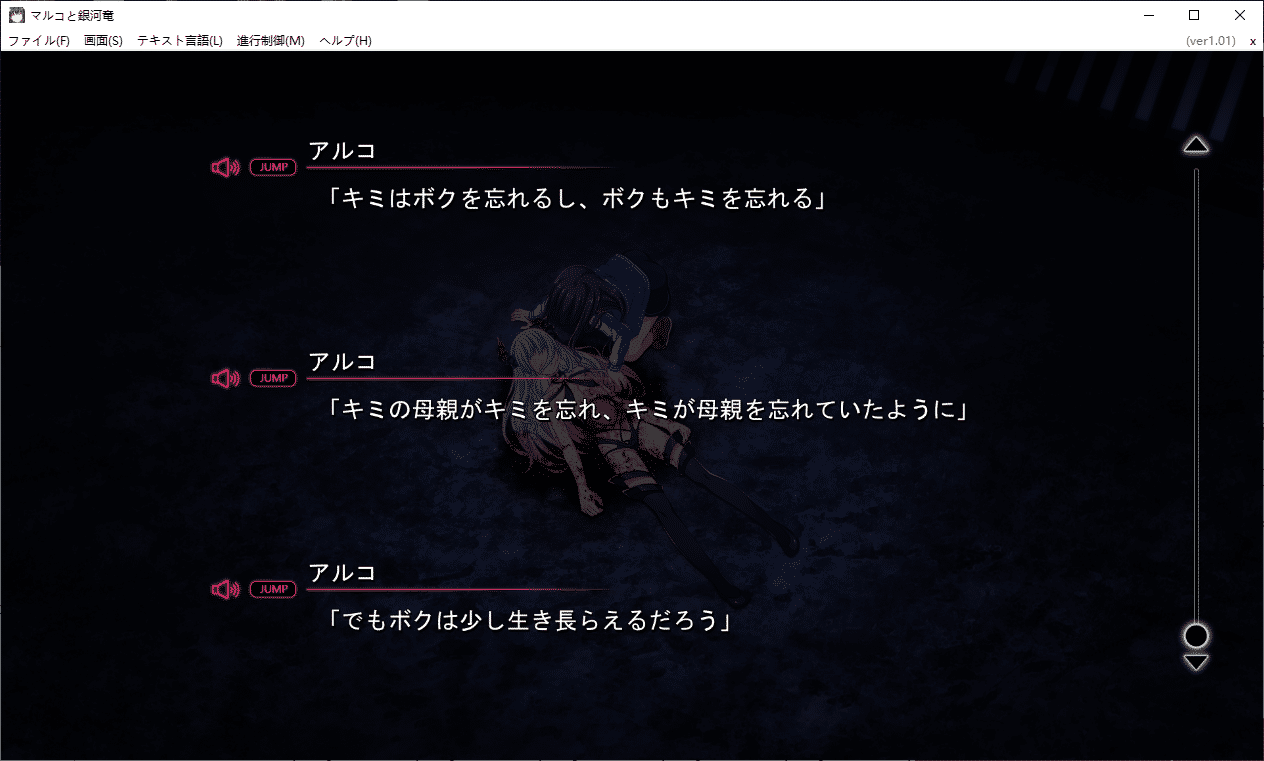 マルコと銀河竜
ファイル(F) 画面(S) テキスト言語(L) 進行制御(M) ヘルプ(H) (ver1.01) x
アルコ
JUMP
「キミはボクを忘れるし、ボクもキミを忘れる」
アルコ
JUMP
「キミの母親がキミを忘れ、キミが母親を忘れていたように」
アルコ
JUMP
「でもボクは少し生き長らえるだろう」